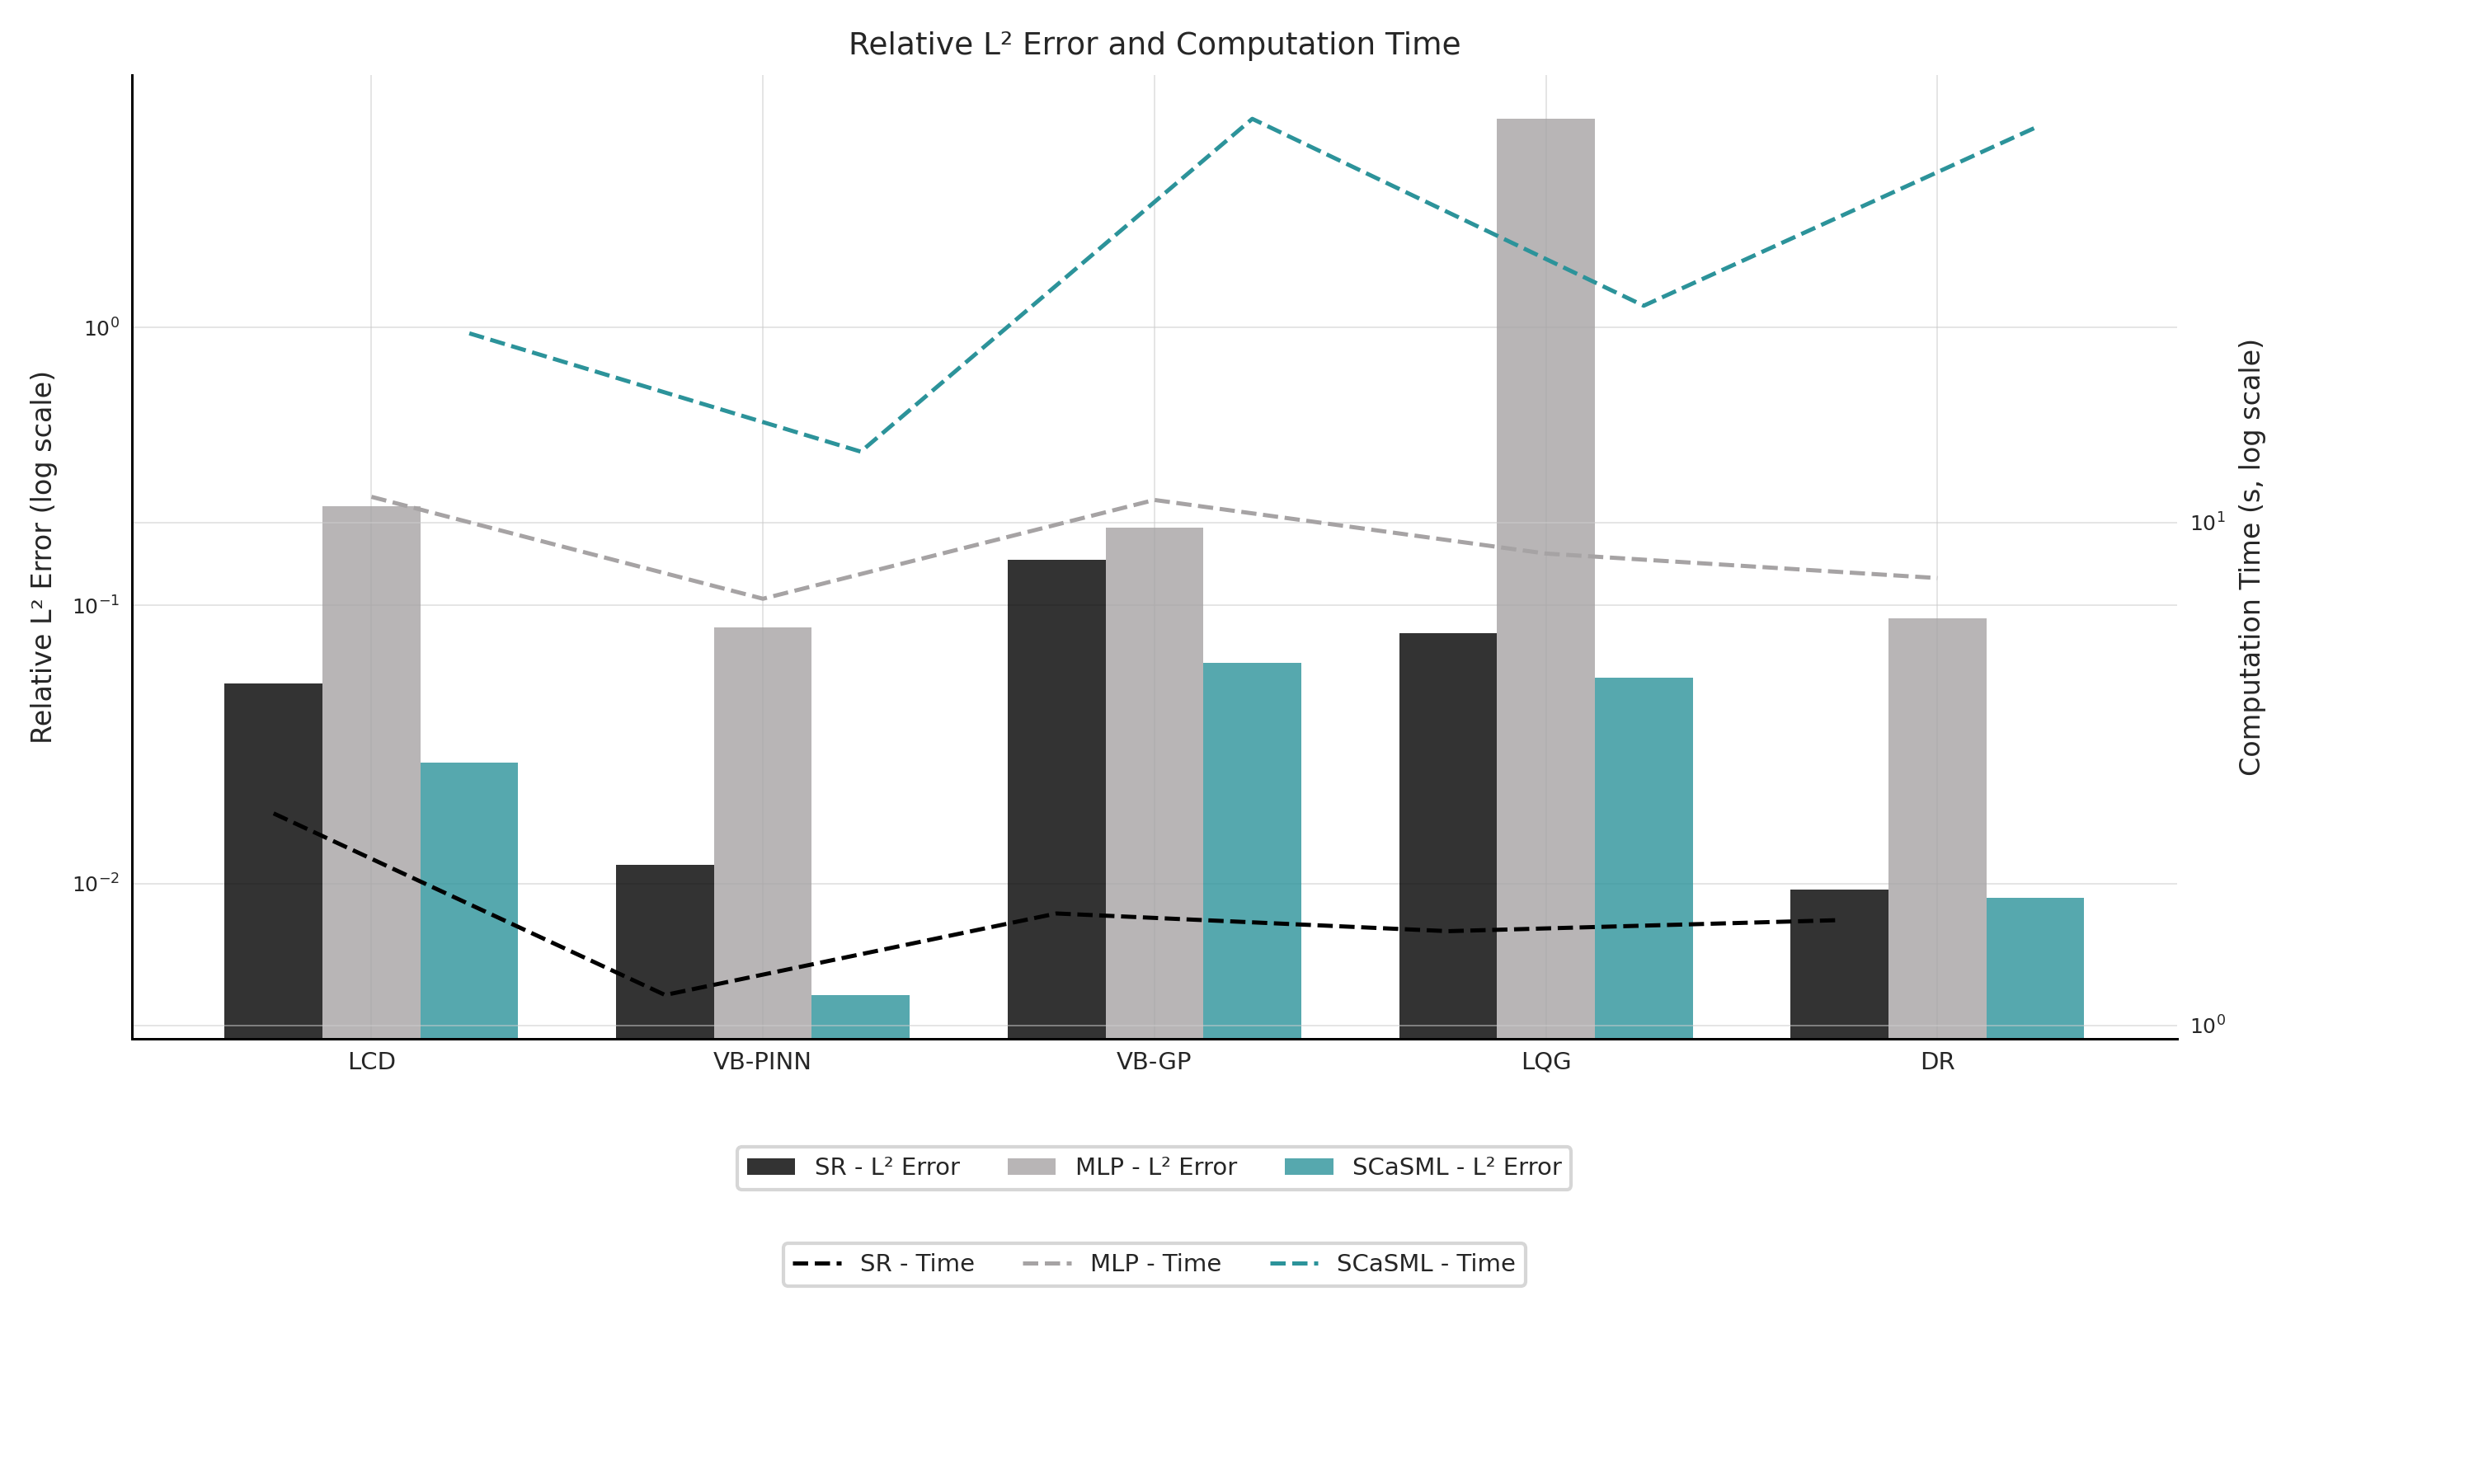 Relative L² Error and Computation Time
Relative L² Error (log scale)
10⁰
10⁻¹
10⁻²
Computation Time (s, log scale)
10¹
10⁰
LCD VB-PINN VB-GP LQG DR
SR - L² Error MLP - L² Error SCaSML - L² Error
SR - Time MLP - Time SCaSML - Time